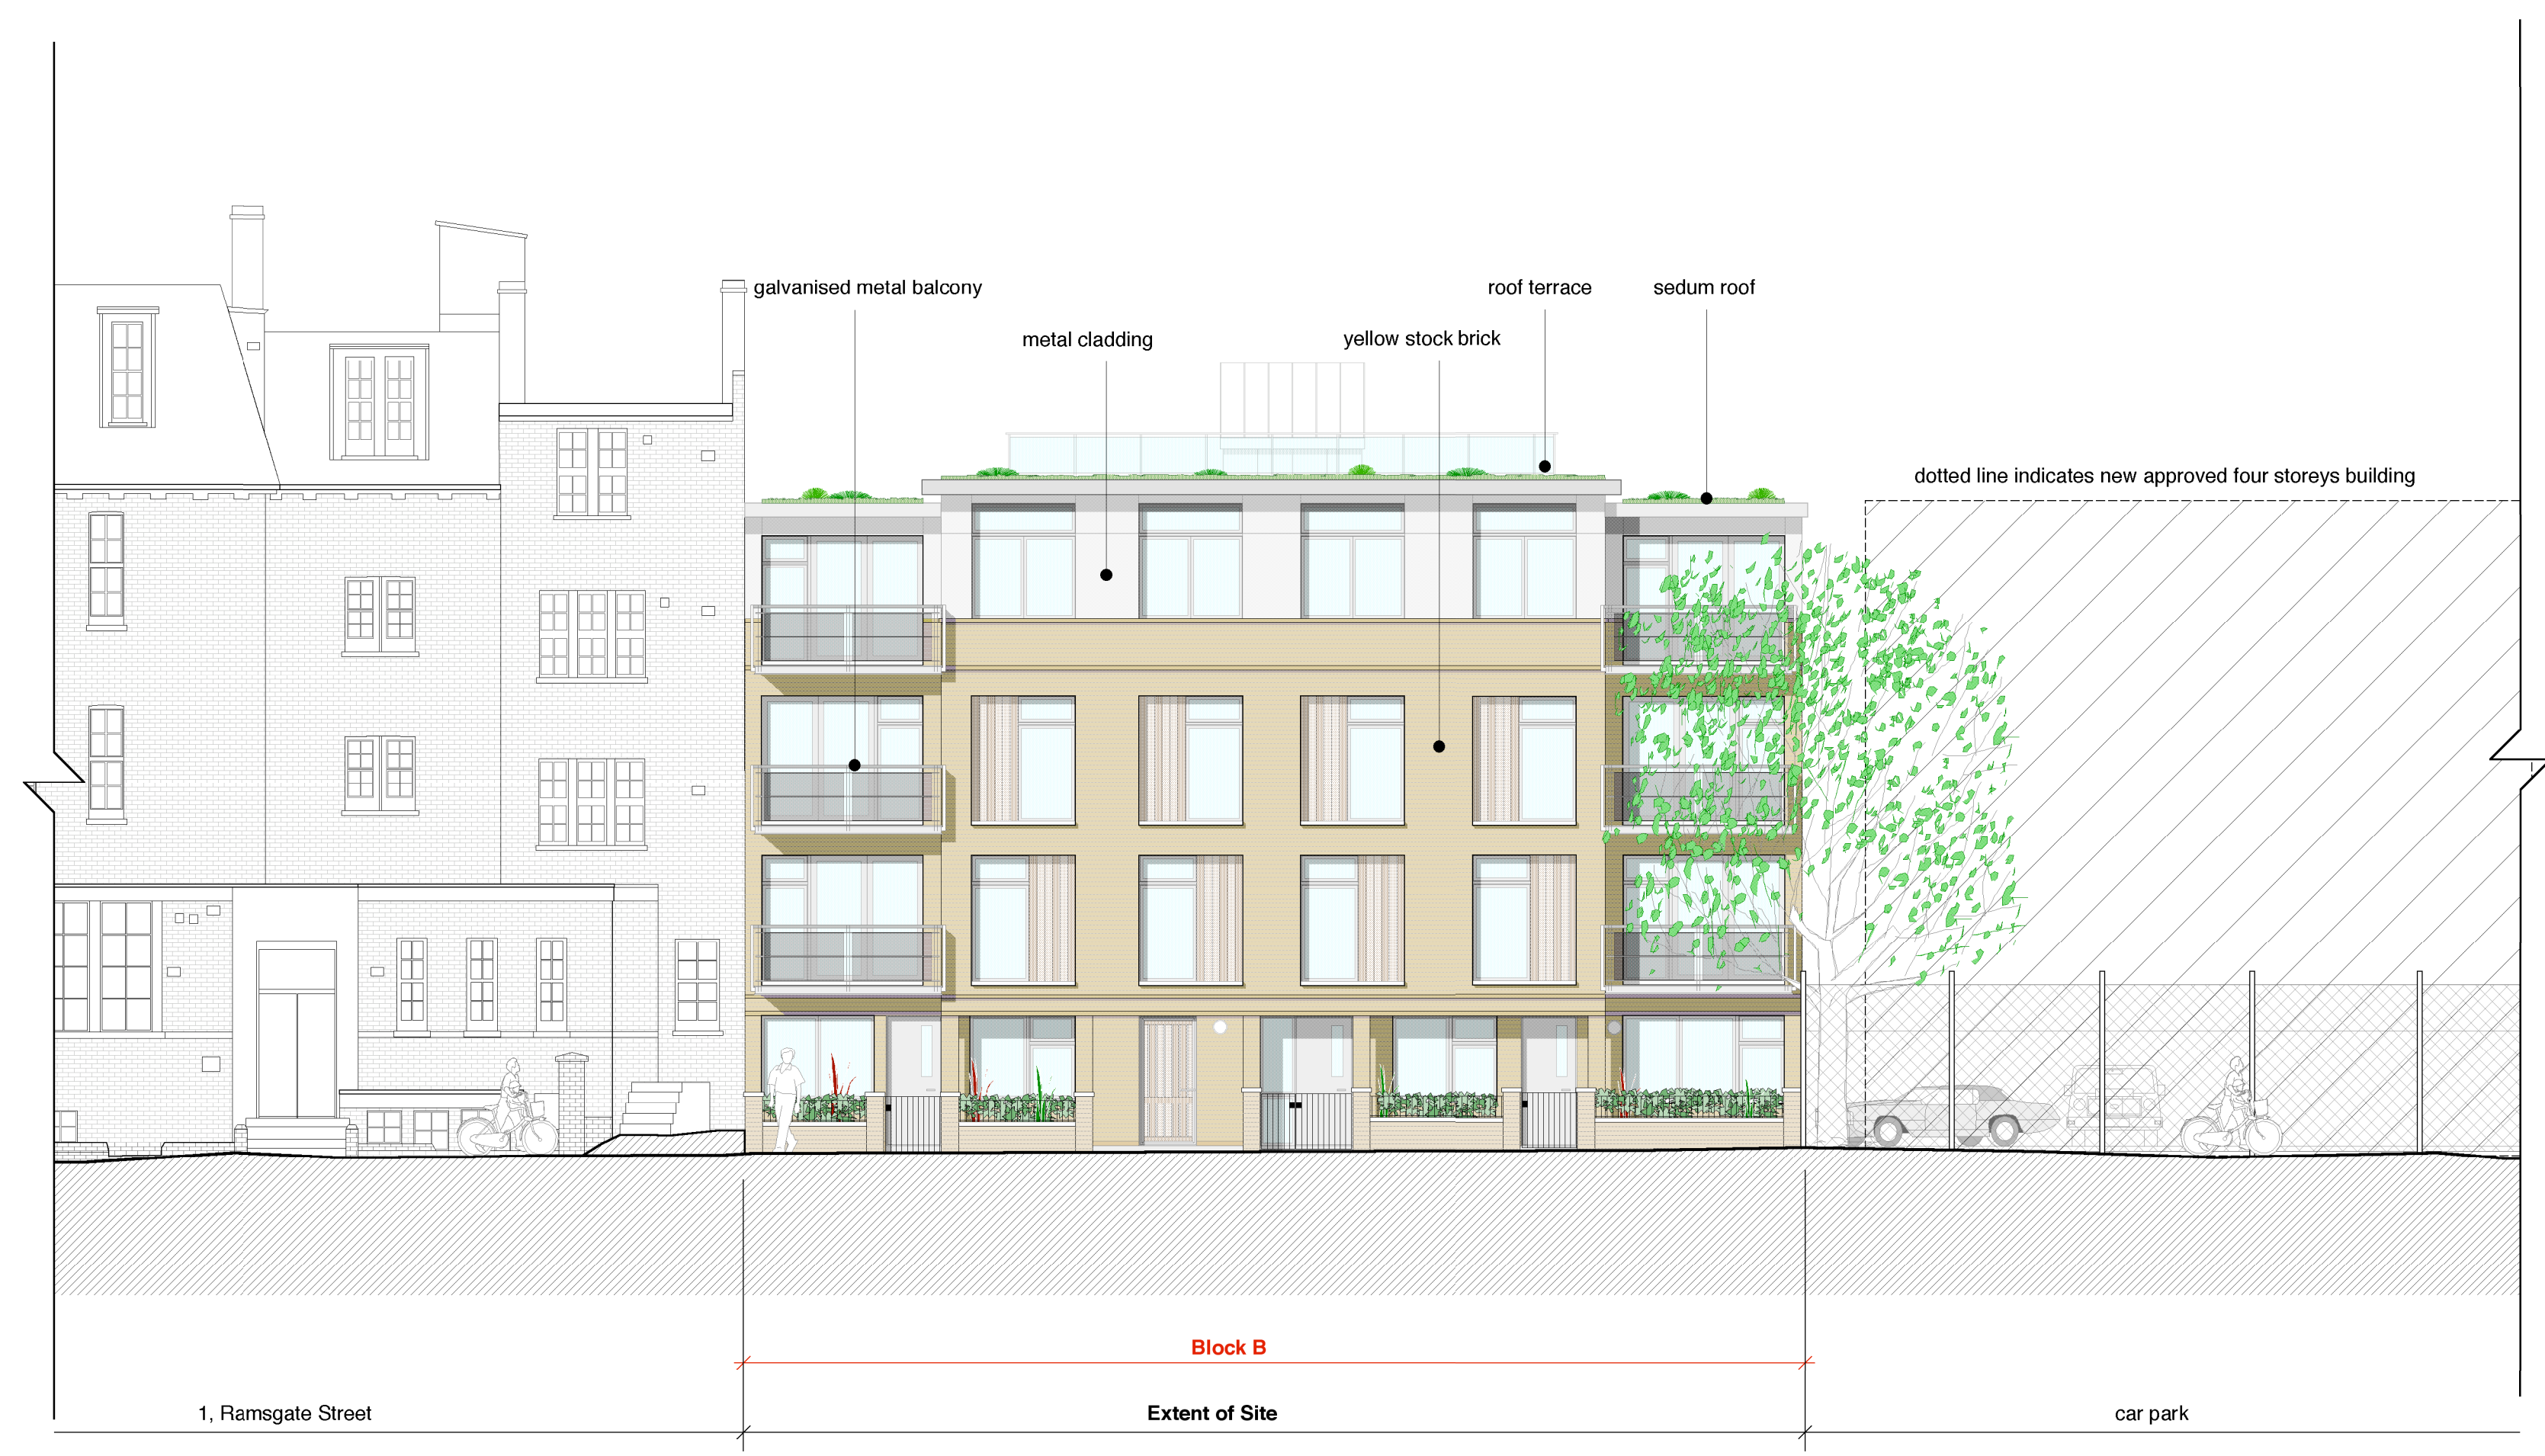 galvanised metal balcony
roof terrace
sedum roof
metal cladding
yellow stock brick
dotted line indicates new approved four storeys building
Block B
1, Ramsgate Street
Extent of Site
car park